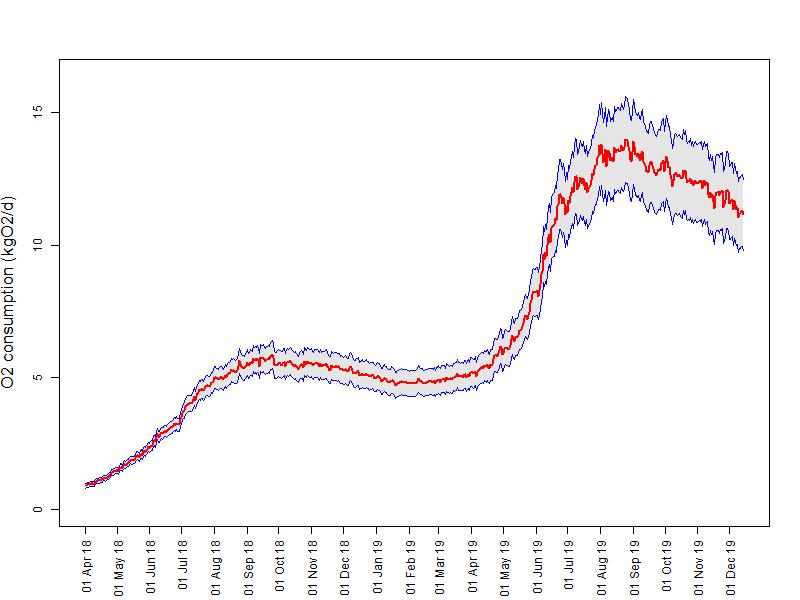 O2 consumption (kgO2/d)
15
10
5
0
01 Apr 18
01 May 18
01 Jun 18
01 Jul 18
01 Aug 18
01 Sep 18
01 Oct 18
01 Nov 18
01 Dec 18
01 Jan 19
01 Feb 19
01 Mar 19
01 Apr 19
01 May 19
01 Jun 19
01 Jul 19
01 Aug 19
01 Sep 19
01 Oct 19
01 Nov 19
01 Dec 19